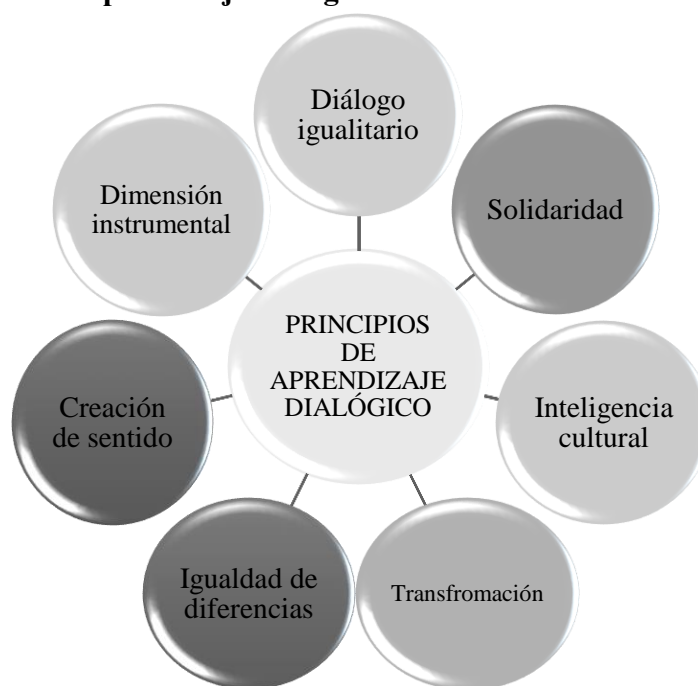 Diálogo
igualitario
Solidaridad
Inteligencia
cultural
Transfromación
Igualdad de
diferencias
Creación
de sentido
Dimensión
instrumental
PRINCIPIOS
DE
APRENDIZAJE
DIALÓGICO